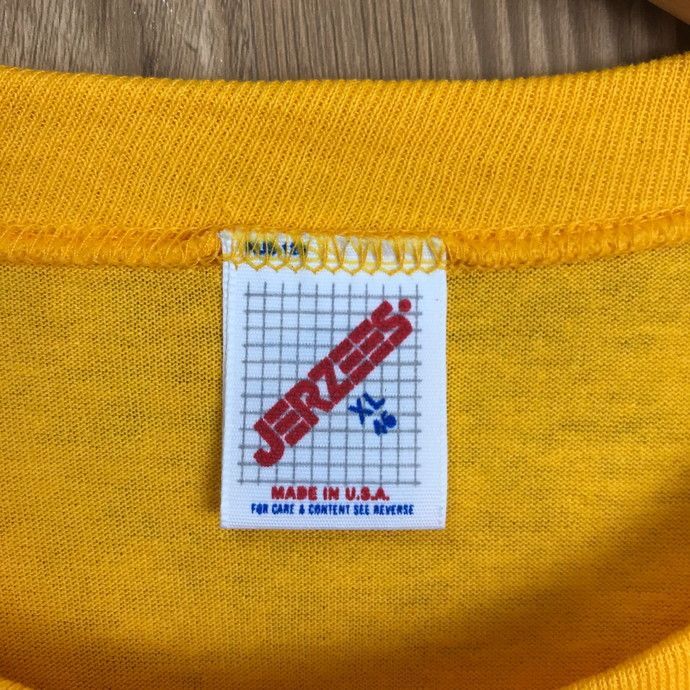 JERZEES
XL
46
MADE IN U.S.A.
FOR CARE & CONTENT SEE REVERSE